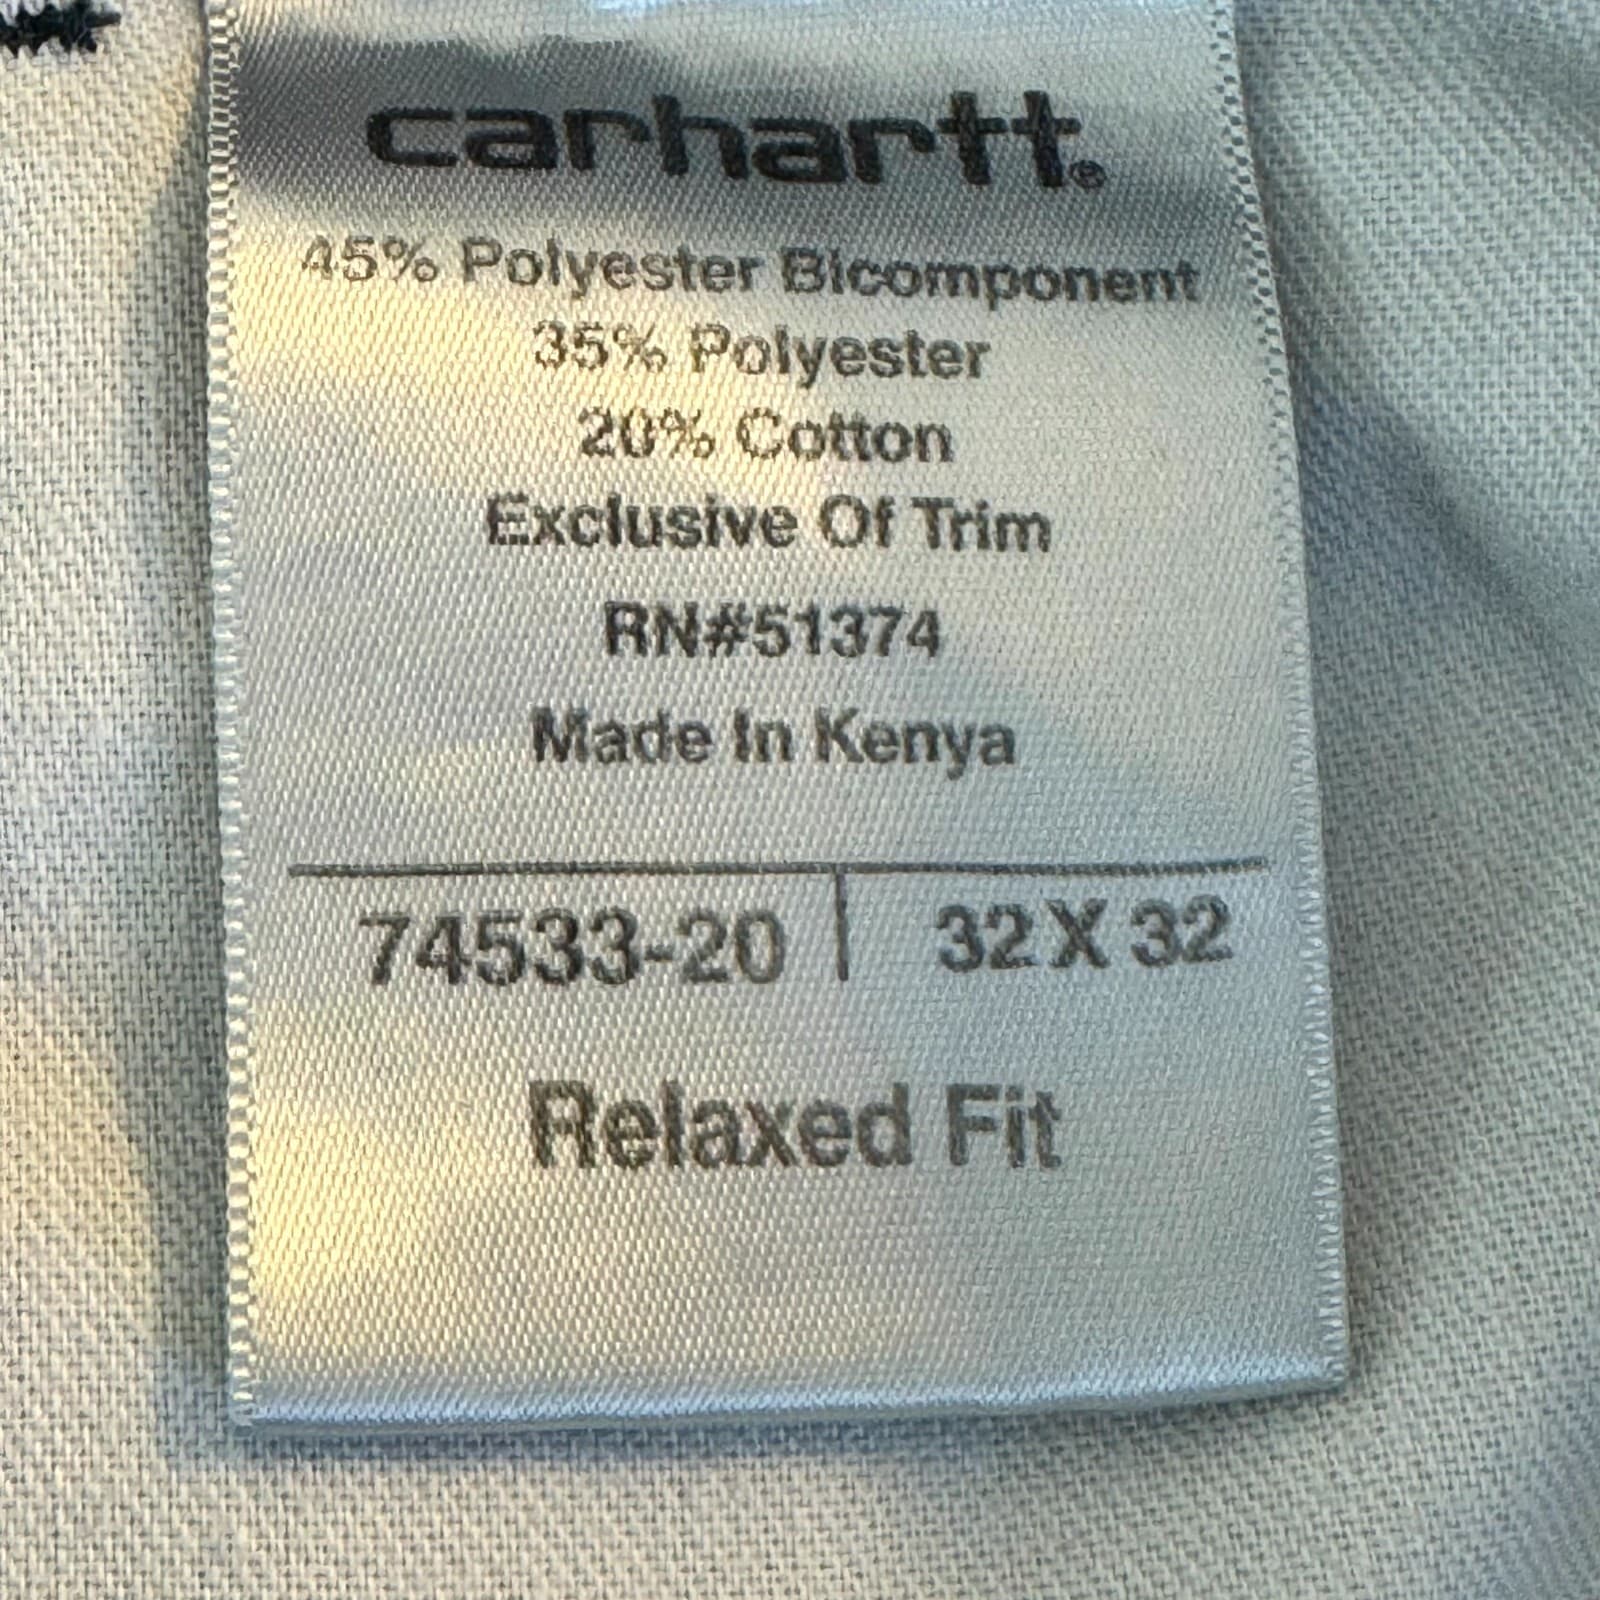 carhartt®
45% Polyester Bicomponent
35% Polyester
20% Cotton
Exclusive Of Trim
RN#51374
Made In Kenya
74533-20 | 32 X 32
Relaxed Fit